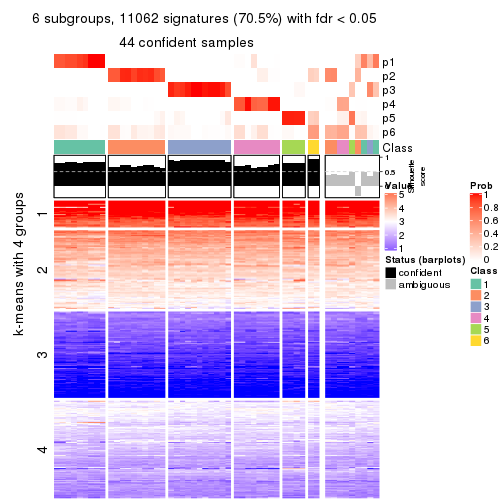 6 subgroups, 11062 signatures (70.5%) with fdr < 0.05
44 confident samples
p1
p2
p3
p4
p5
p6
Class
1
0.5
0
Silhouette
score
k-means with 4 groups
1
2
3
4
Value
5
4
3
2
1
Status (barplots)
confident
ambiguous
Prob
1
0.8
0.6
0.4
0.2
0
Class
1
2
3
4
5
6